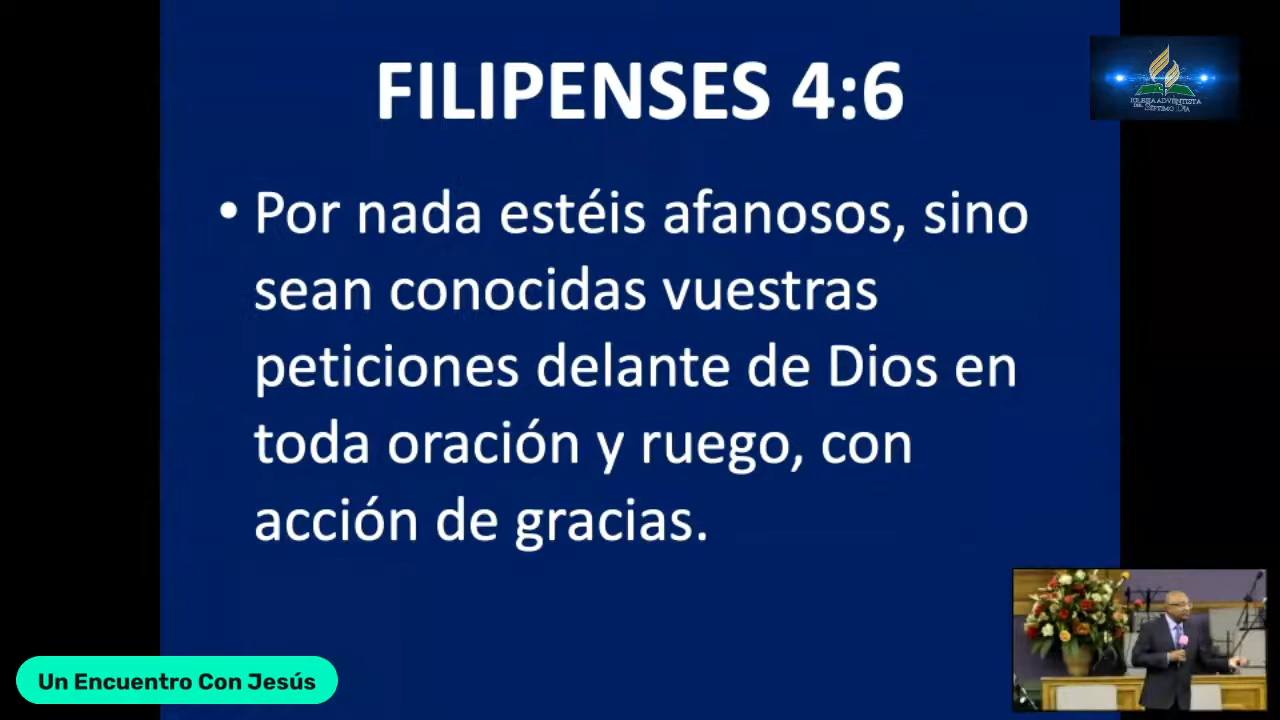 FILIPENSES 4:6
• Por nada estéis afanosos, sino
sean conocidas vuestras
peticiones delante de Dios en
toda oración y ruego, con
acción de gracias.
IGLESIA ADVENTISTA
DEL SÉPTIMO DÍA
Un Encuentro Con Jesús